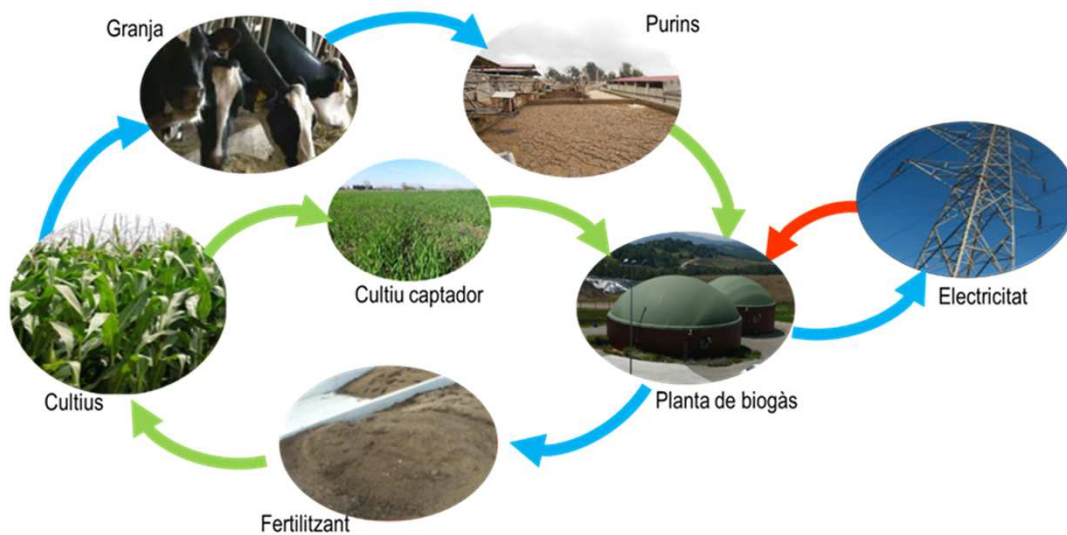 Granja
Purins
Cultiu captador
Electricitat
Cultius
Planta de biogàs
Fertilitzant